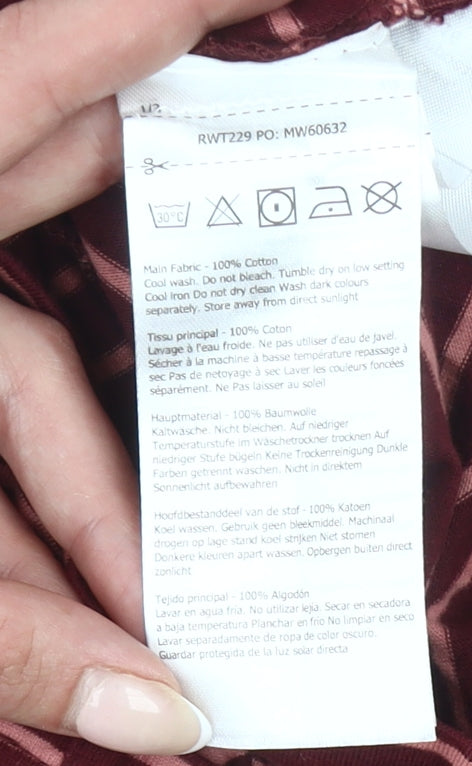 1/2
RWT229 PO: MW60632
30°C
Main Fabric - 100% Cotton
Cool wash. Do not bleach. Tumble dry on low setting
Cool Iron Do not dry clean Wash dark colours
separately. Store away from direct sunlight
Tissu principal - 100% Coton
Lavage à l'eau froide. Ne pas utiliser d'eau de javel.
Sécher à la machine à basse température repassage à
sec Pas de netoyage à sec Laver les couleurs foncées
séparément. Ne Pas laisser au soleil
Hauptmaterial - 100% Baumwolle
Kaltwäsche. Nicht bleichen. Auf niedriger
Temperaturstufe im Wäschetrockner trocknen Auf
niedriger Stufe bügeln Keine Trockenreinigung Dunkle
Farben getrennt waschen. Nicht in direktem
Sonnenlicht aufbewahren
Hoofdbestanddeel van de stof - 100% Katoen
Koel wassen. Gebruik geen bleekmiddel. Machinaal
drogen op lage stand koel strijken Niet stomen
Donkere kleuren apart wassen. Opbergen buiten direct
zonlicht
Tejido principal - 100% Algodón
Lavar en agua fria. No utilizar lejia. Secar en secadora
a baja temperatura Planchar en frio No limpiar en seco
Lavar separadamente de ropa de color oscuro.
Guardar protegida de la luz solar directa